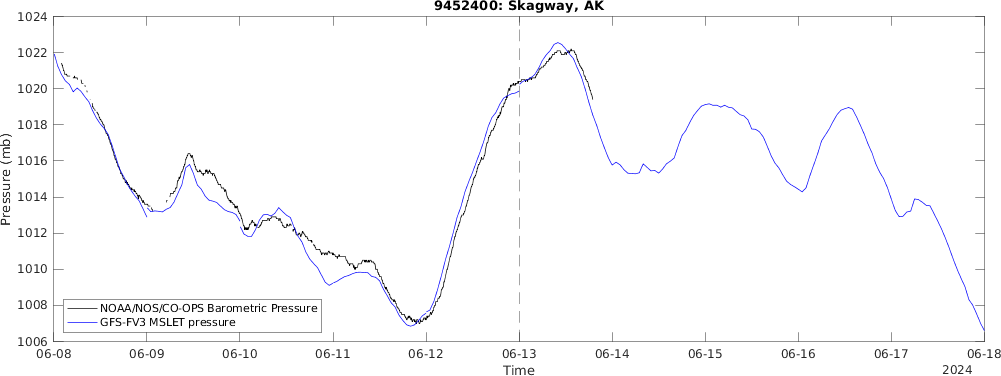 9452400: Skagway, AK
1024
1022
1020
1018
1016
1014
1012
1010
1008
1006
Pressure (mb)
NOAA/NOS/CO-OPS Barometric Pressure
GFS-FV3 MSLET pressure
06-08 06-09 06-10 06-11 06-12 06-13 06-14 06-15 06-16 06-17 06-18
Time
2024